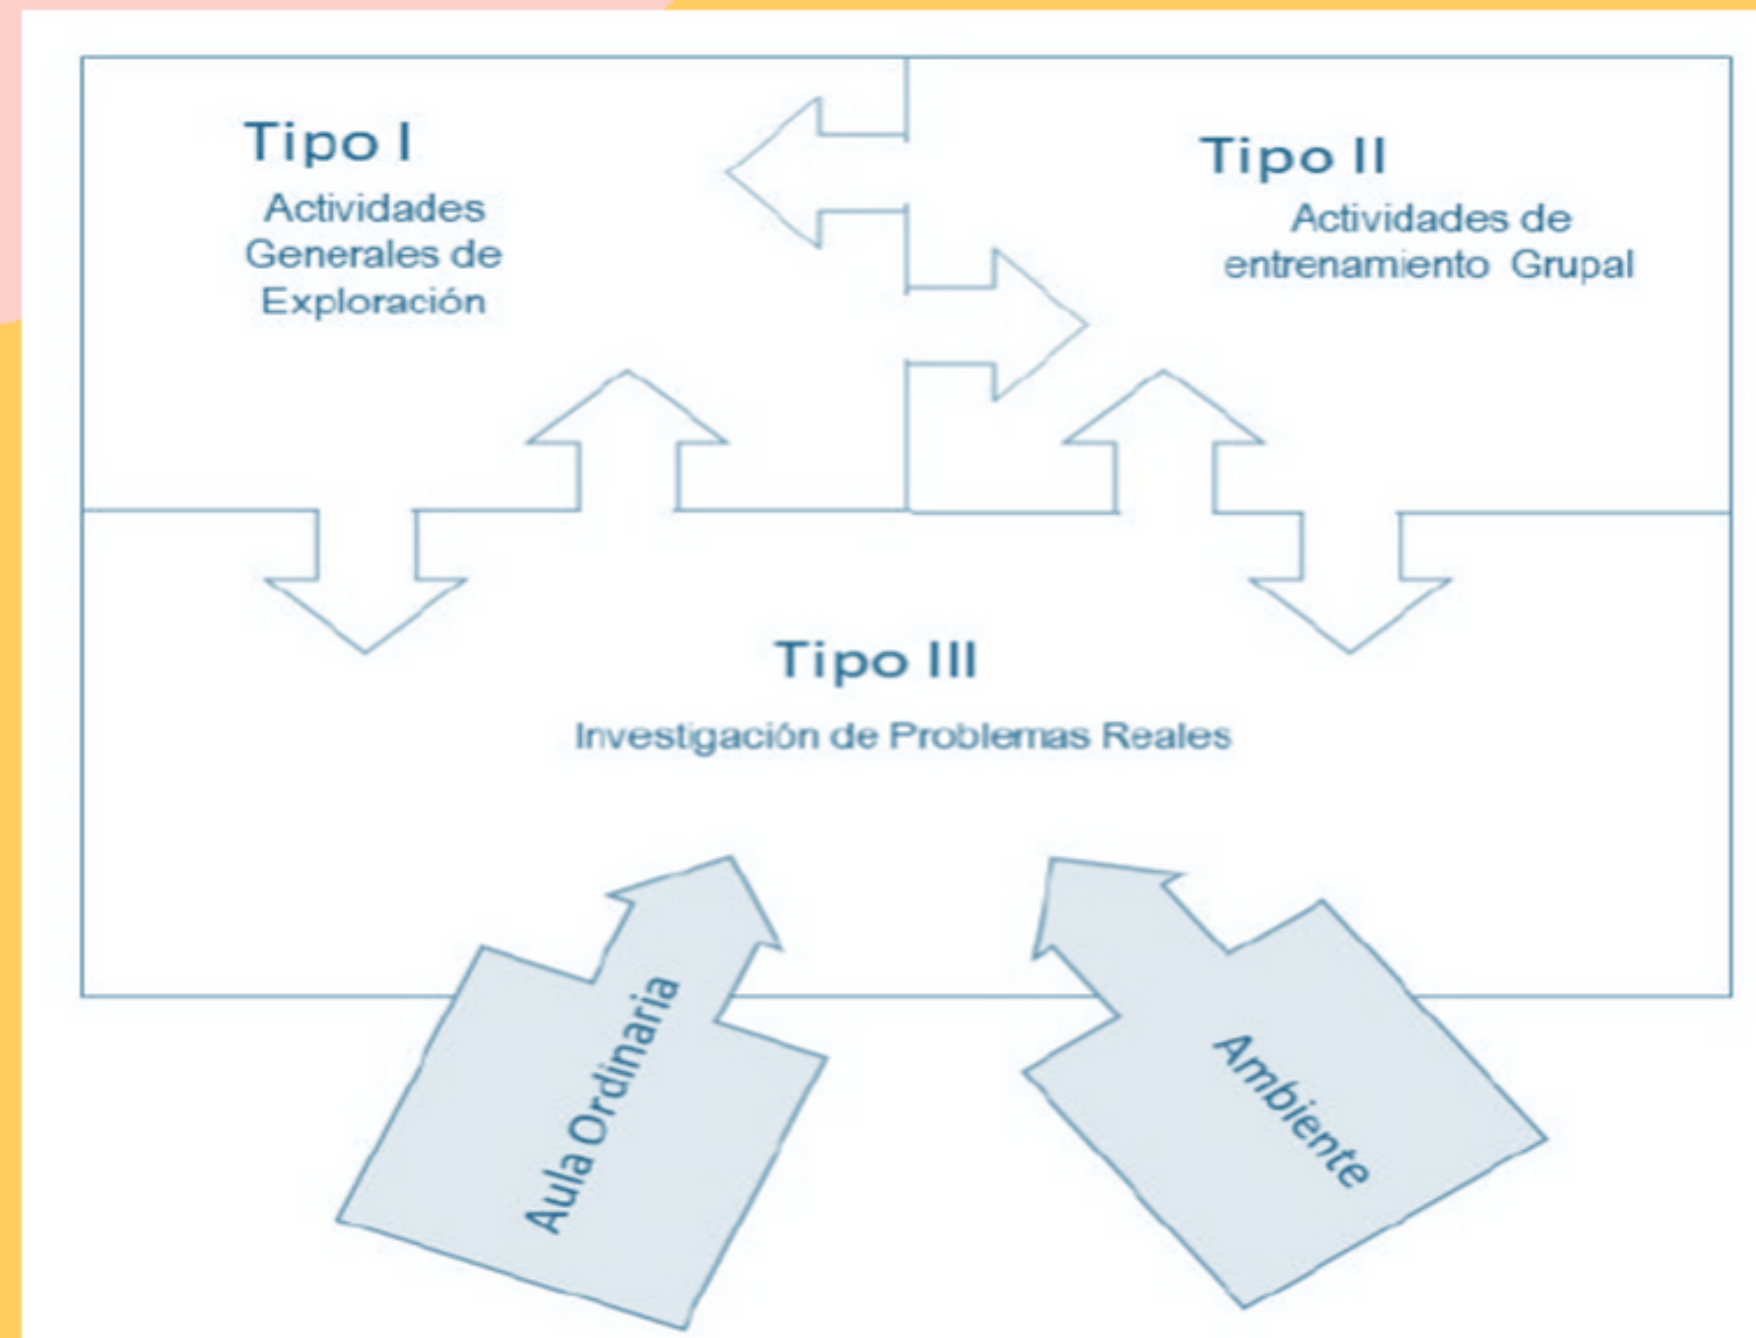 Tipo I
Actividades
Generales de
Exploración
Tipo II
Actividades de
entrenamiento Grupal
Tipo III
Investigación de Problemas Reales
Aula Ordinaria
Ambiente